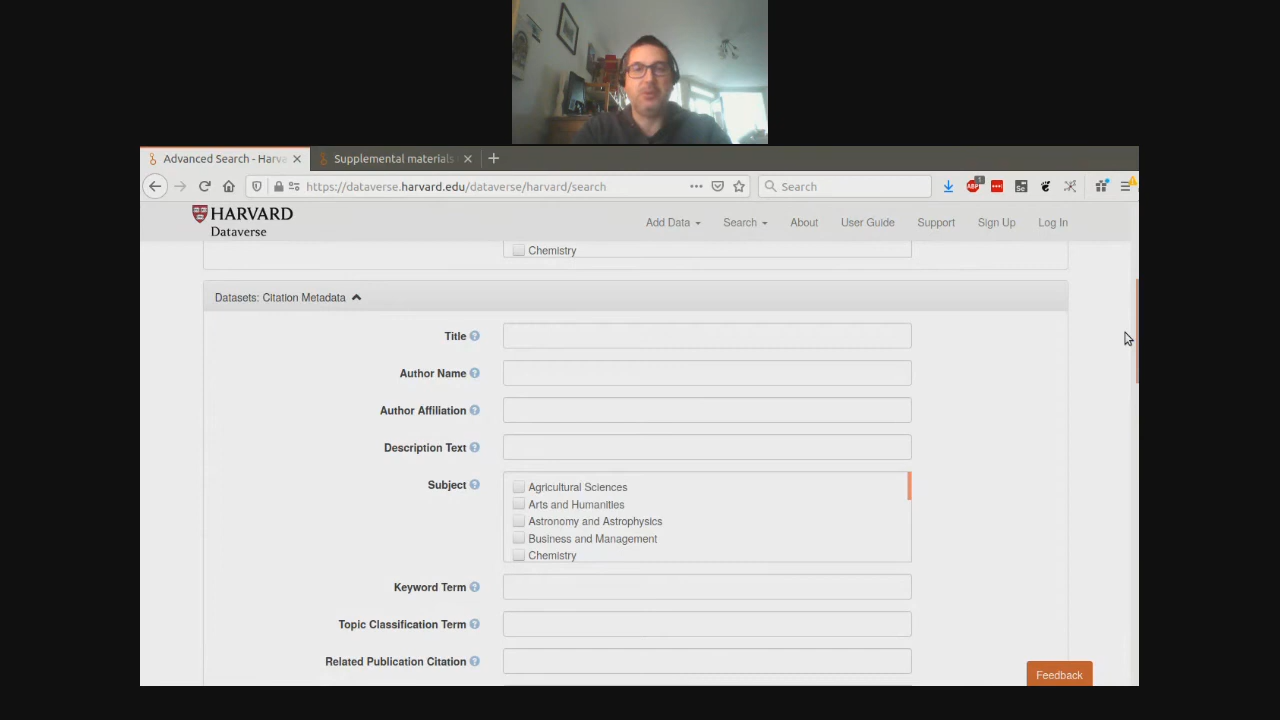 Advanced Search - Harva
Supplemental materials
https://dataverse.harvard.edu/dataverse/harvard/search
Search
ABP
1
Se
HARVARD
Dataverse
Add Data
Search
About
User Guide
Support
Sign Up
Log In
Chemistry
Datasets: Citation Metadata
Title
Author Name
Author Affiliation
Description Text
Subject
Agricultural Sciences
Arts and Humanities
Astronomy and Astrophysics
Business and Management
Chemistry
Keyword Term
Topic Classification Term
Related Publication Citation
Feedback